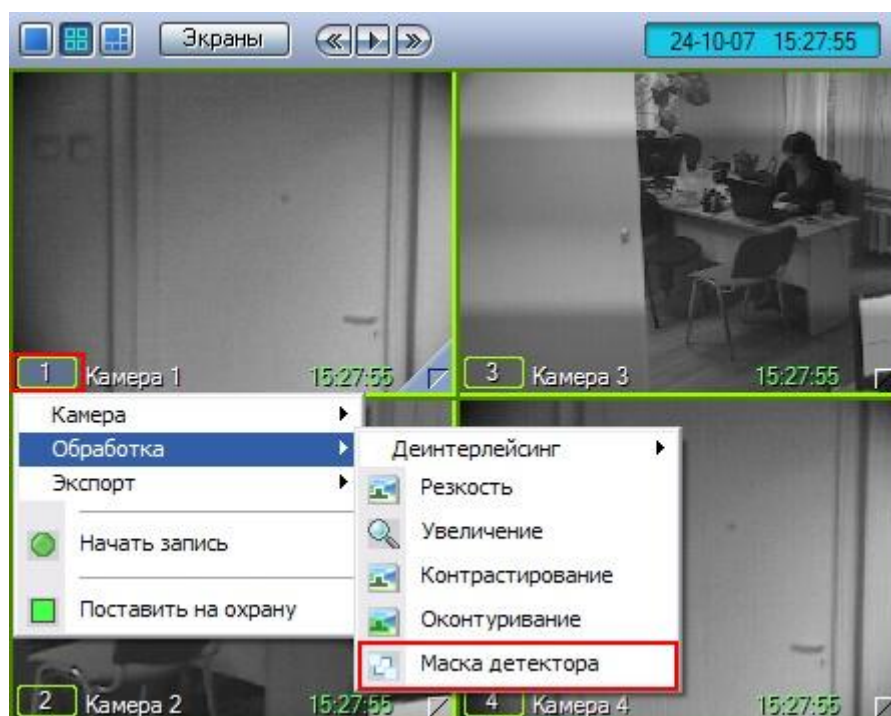 Экраны
24-10-07 15:27:55
1 Камера 1 15:27:55
3 Камера 3 15:27:55
Камера
Обработка
Экспорт
Начать запись
Поставить на охрану
Деинтерлейсинг
Резкость
Увеличение
Контрастирование
Оконтуривание
Маска детектора
2 Камера 2 15:27:55
4 Камера 4 15:27:55